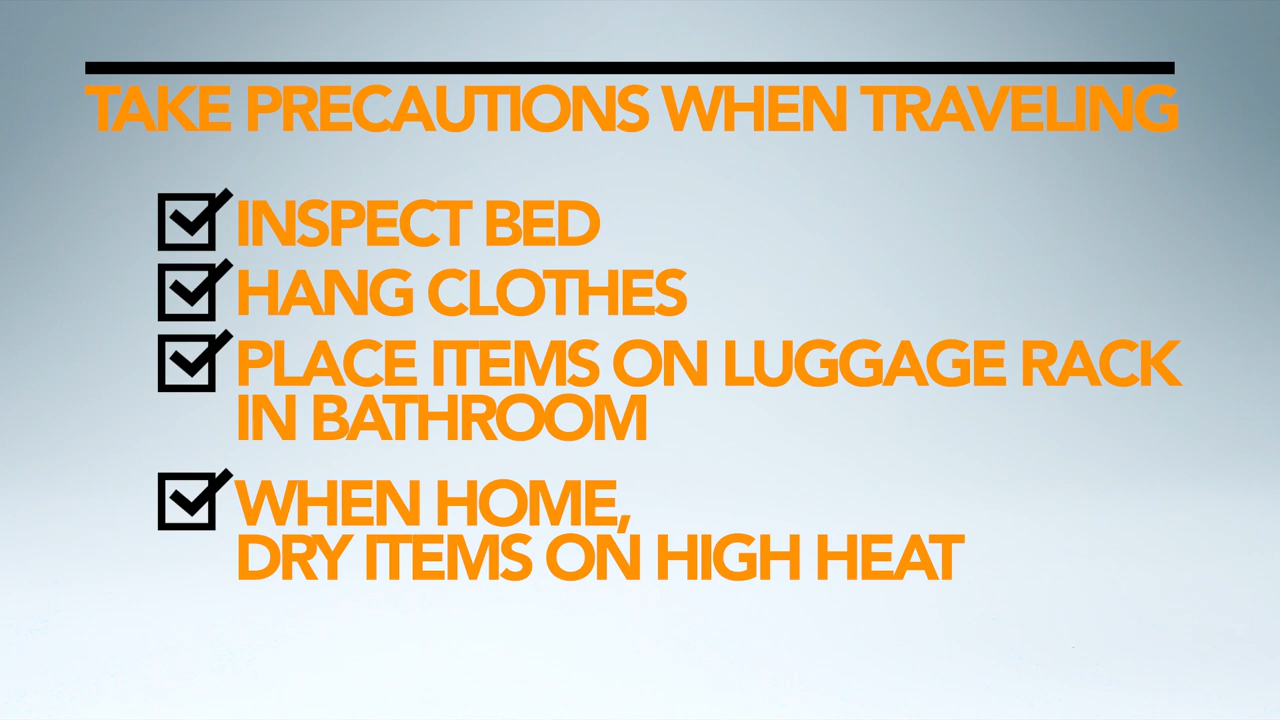 TAKE PRECAUTIONS WHEN TRAVELING
INSPECT BED
HANG CLOTHES
PLACE ITEMS ON LUGGAGE RACK
IN BATHROOM
WHEN HOME,
DRY ITEMS ON HIGH HEAT